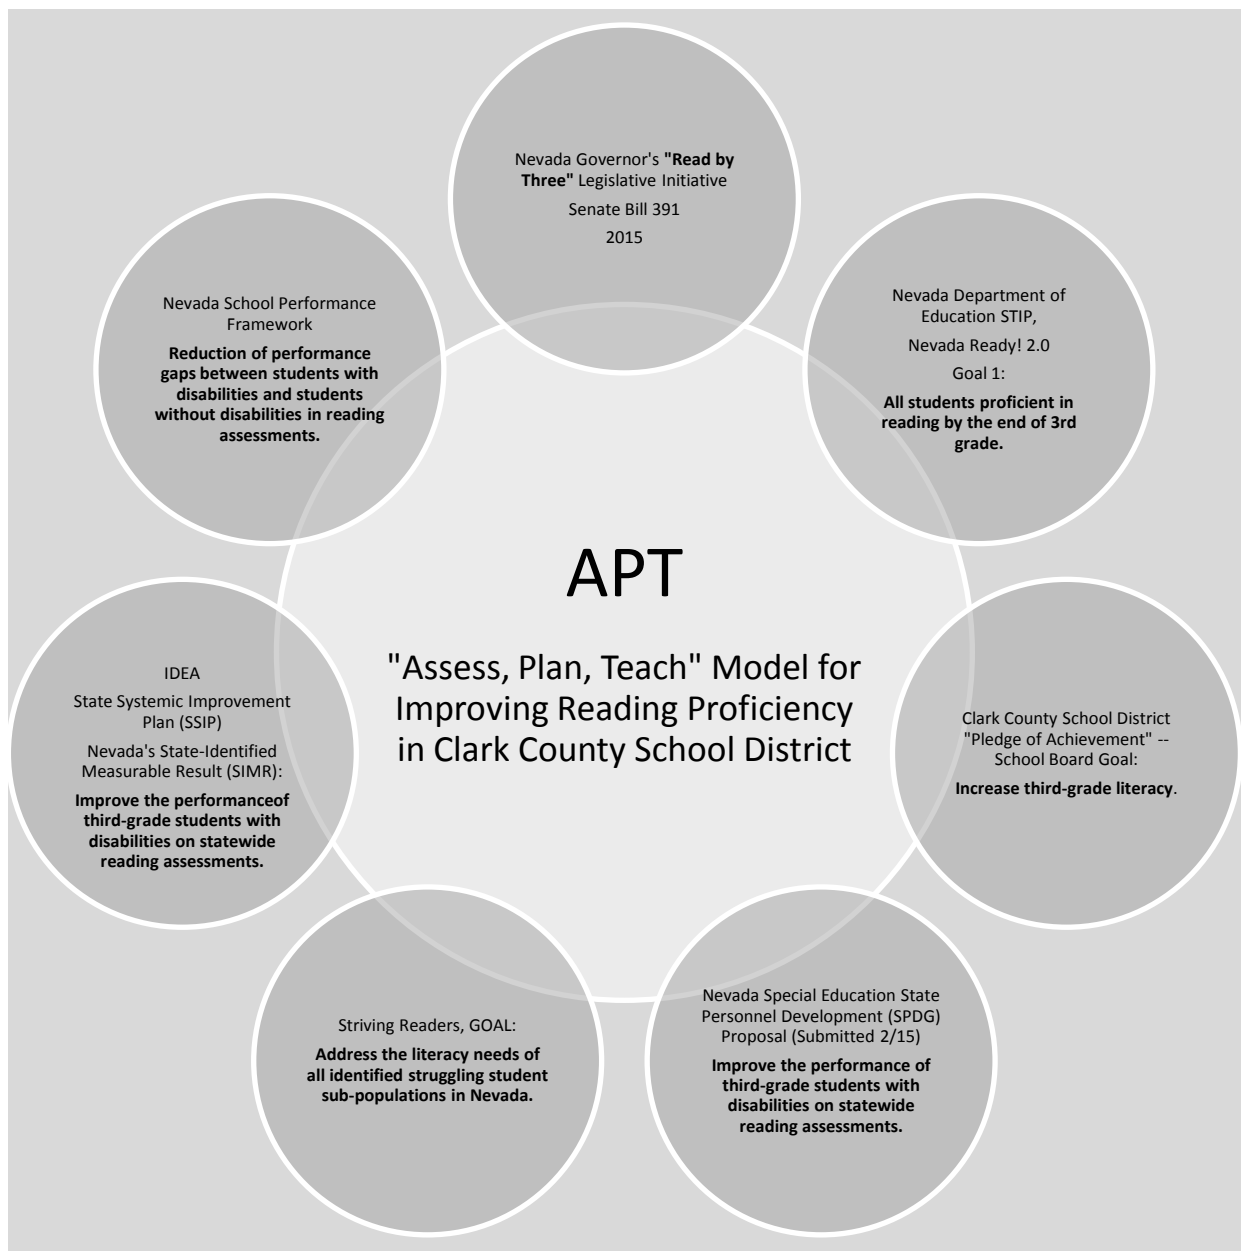 Nevada Governor's "Read by
Three" Legislative Initiative
Senate Bill 391
2015
Nevada Department of
Education STIP,
Nevada Ready! 2.0
Goal 1:
All students proficient in
reading by the end of 3rd
grade.
Clark County School District
"Pledge of Achievement" --
School Board Goal:
Increase third-grade literacy.
Nevada Special Education State
Personnel Development (SPDG)
Proposal (Submitted 2/15)
Improve the performance of
third-grade students with
disabilities on statewide
reading assessments.
Striving Readers, GOAL:
Address the literacy needs of
all identified struggling student
sub-populations in Nevada.
IDEA
State Systemic Improvement
Plan (SSIP)
Nevada's State-Identified
Measurable Result (SIMR):
Improve the performanceof
third-grade students with
disabilities on statewide
reading assessments.
Nevada School Performance
Framework
Reduction of performance
gaps between students with
disabilities and students
without disabilities in reading
assessments.
APT
"Assess, Plan, Teach" Model for
Improving Reading Proficiency
in Clark County School District